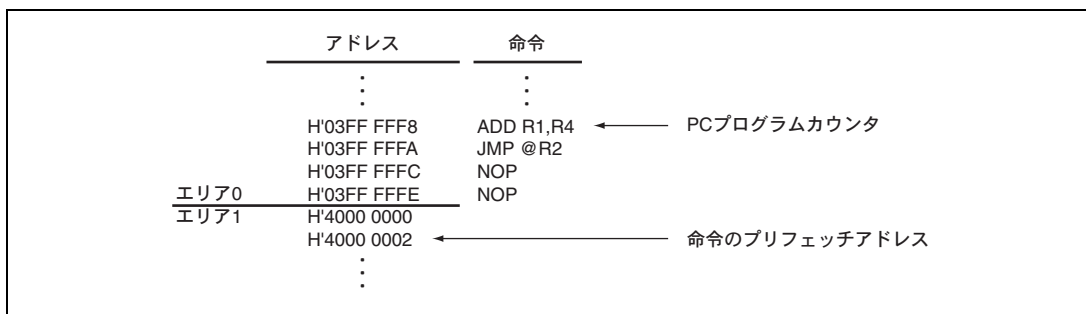 アドレス 命令
⋮ ⋮
H'03FF FFF8 ADD R1,R4 PCプログラムカウンタ
H'03FF FFFA JMP @R2
H'03FF FFFC NOP
エリア0 H'03FF FFFE NOP
エリア1 H'4000 0000
H'4000 0002 命令のプリフェッチアドレス
⋮